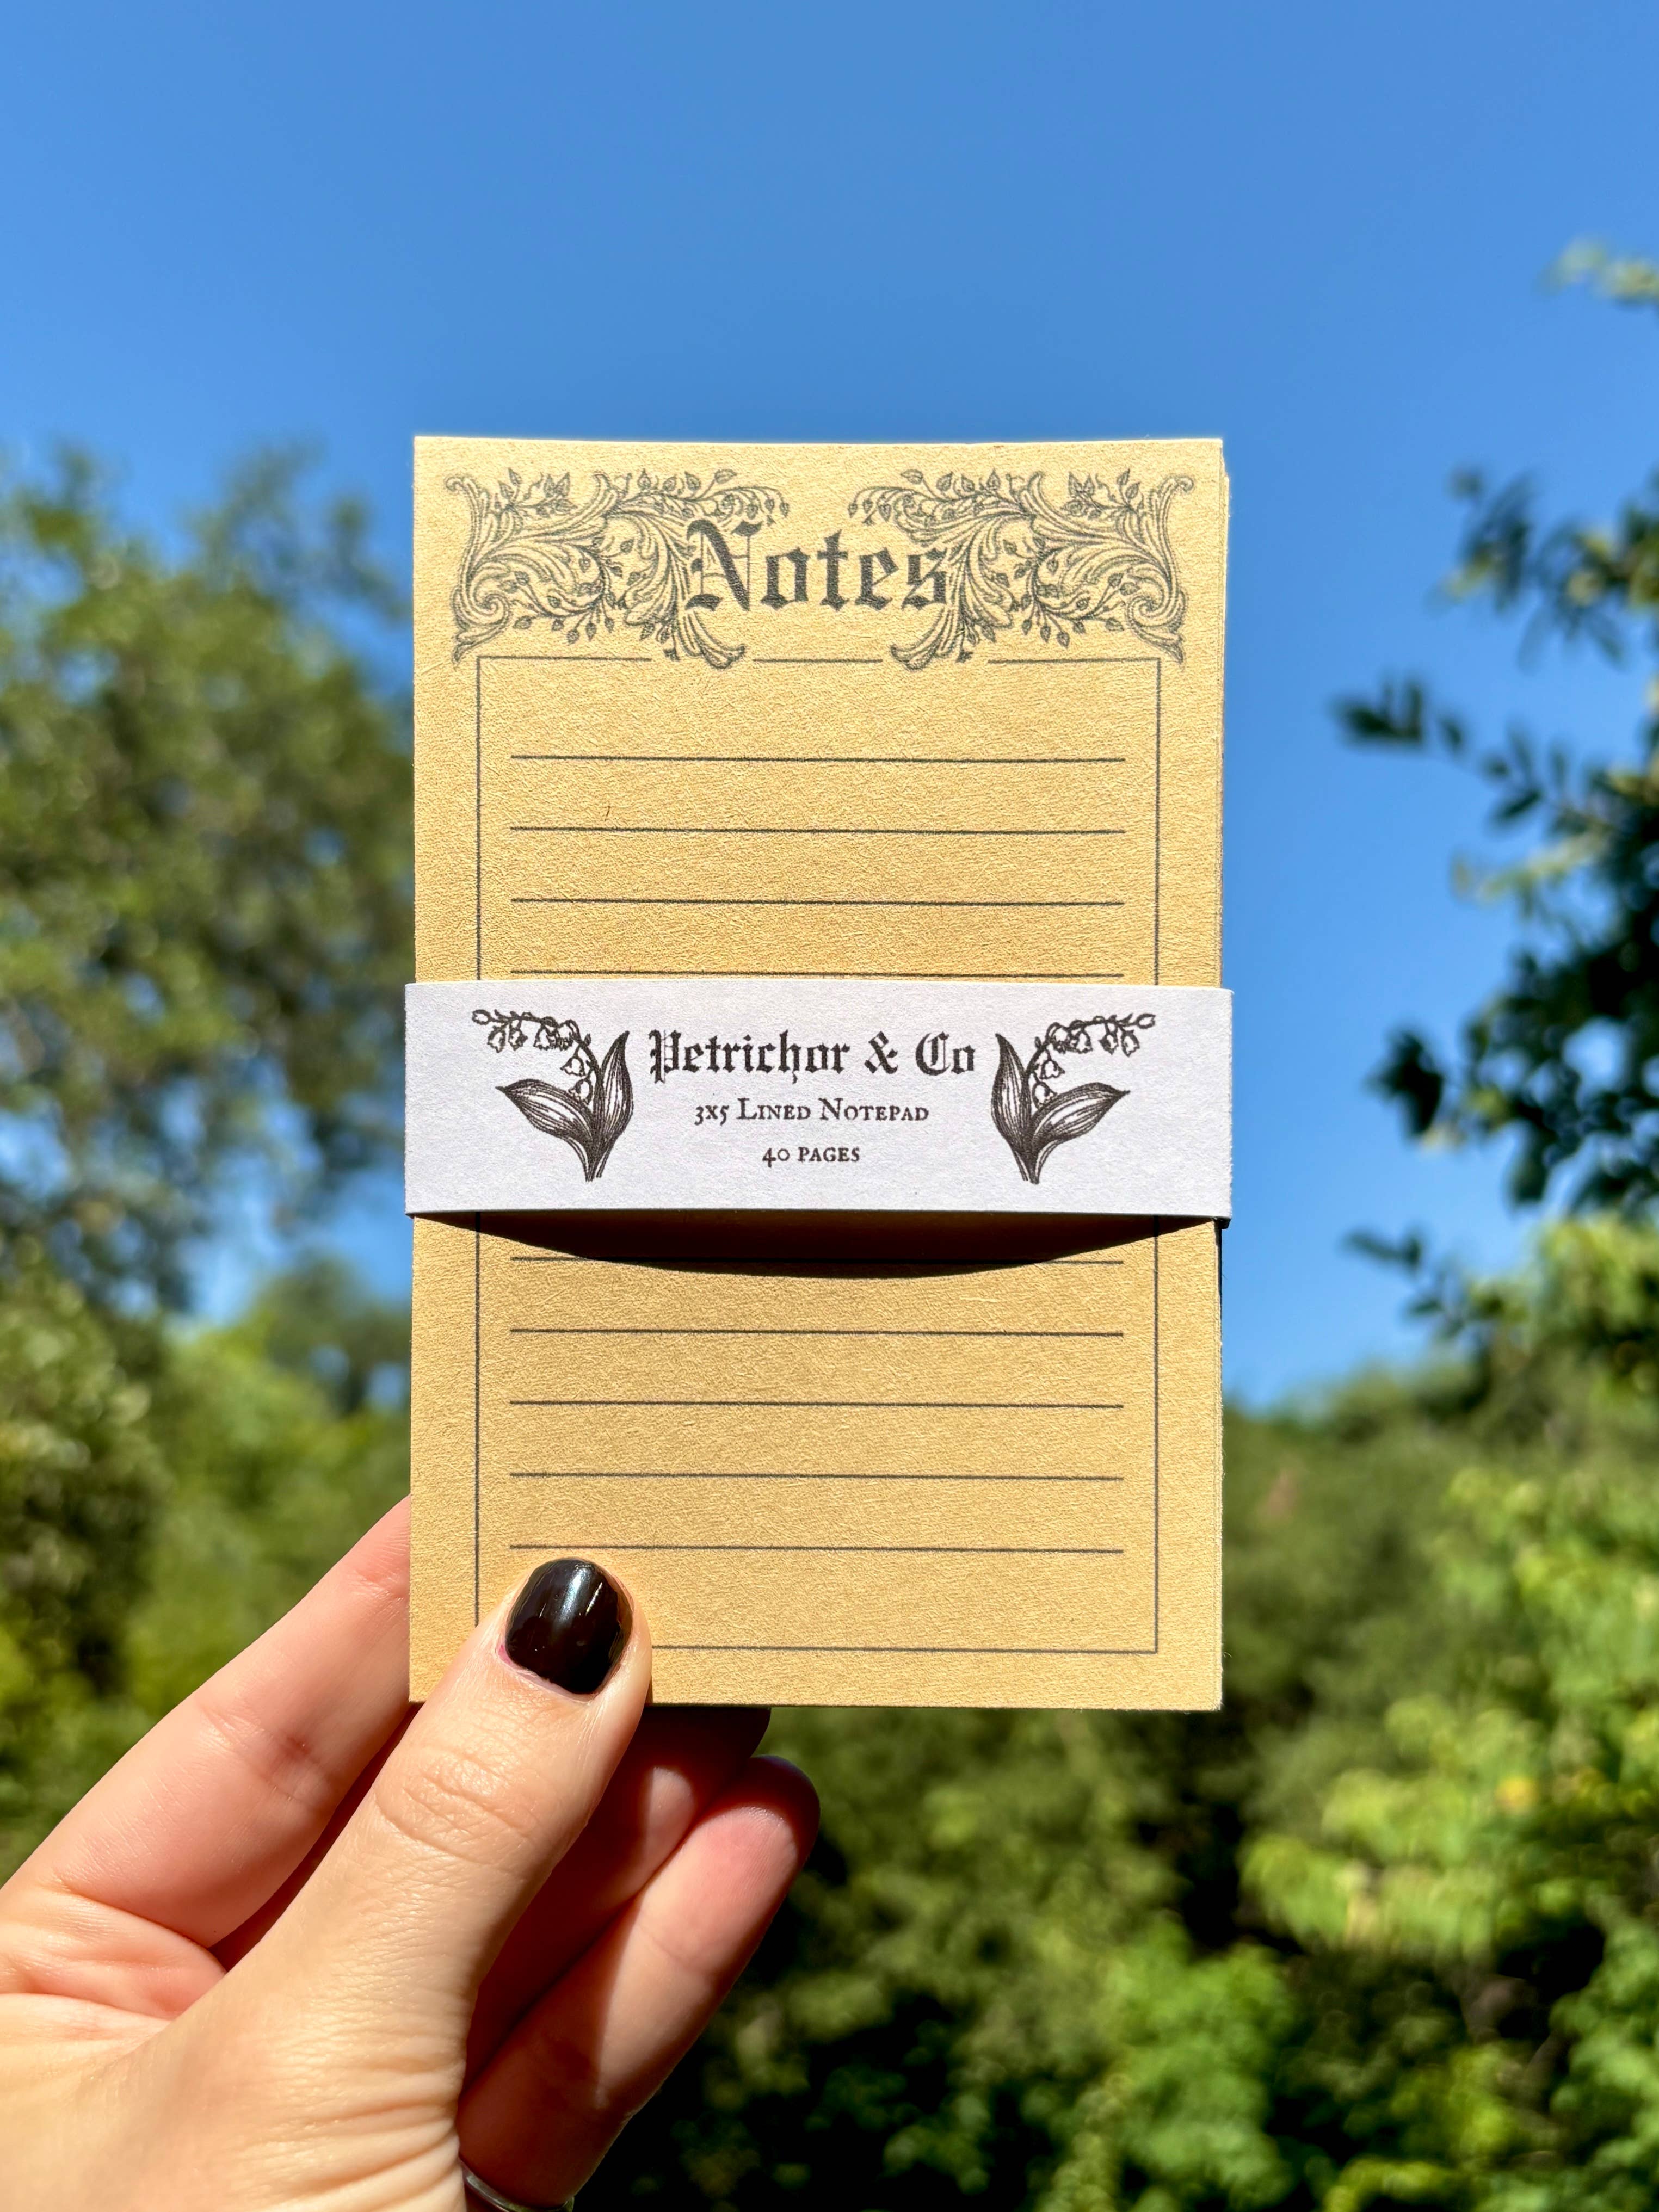 Notes
Petrichor & Co
3x5 Lined Notepad
40 pages